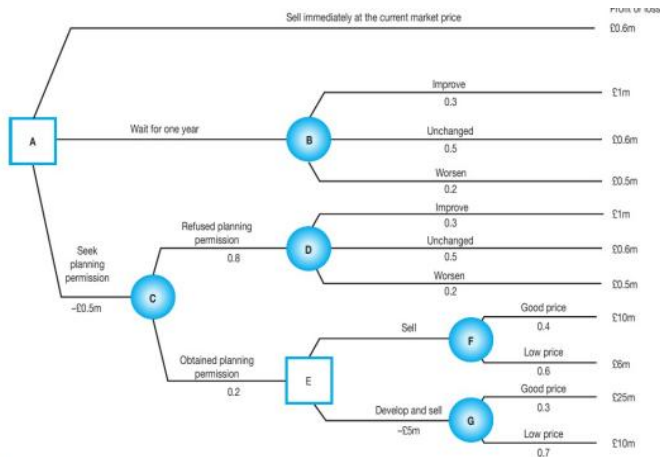 Profit or loss
Sell immediately at the current market price
£0.6m
Improve
£1m
0.3
A
Wait for one year
B
Unchanged
£0.6m
0.5
Worsen
£0.5m
0.2
Improve
£1m
0.3
Refused planning
permission
0.8
D
Unchanged
£0.6m
0.5
Seek
planning
permission
Worsen
£0.5m
0.2
−£0.5m
C
Good price
£10m
0.4
Sell
F
Obtained planning
permission
0.2
E
Low price
£6m
0.6
Good price
£25m
0.3
Develop and sell
−£5m
G
Low price
£10m
0.7